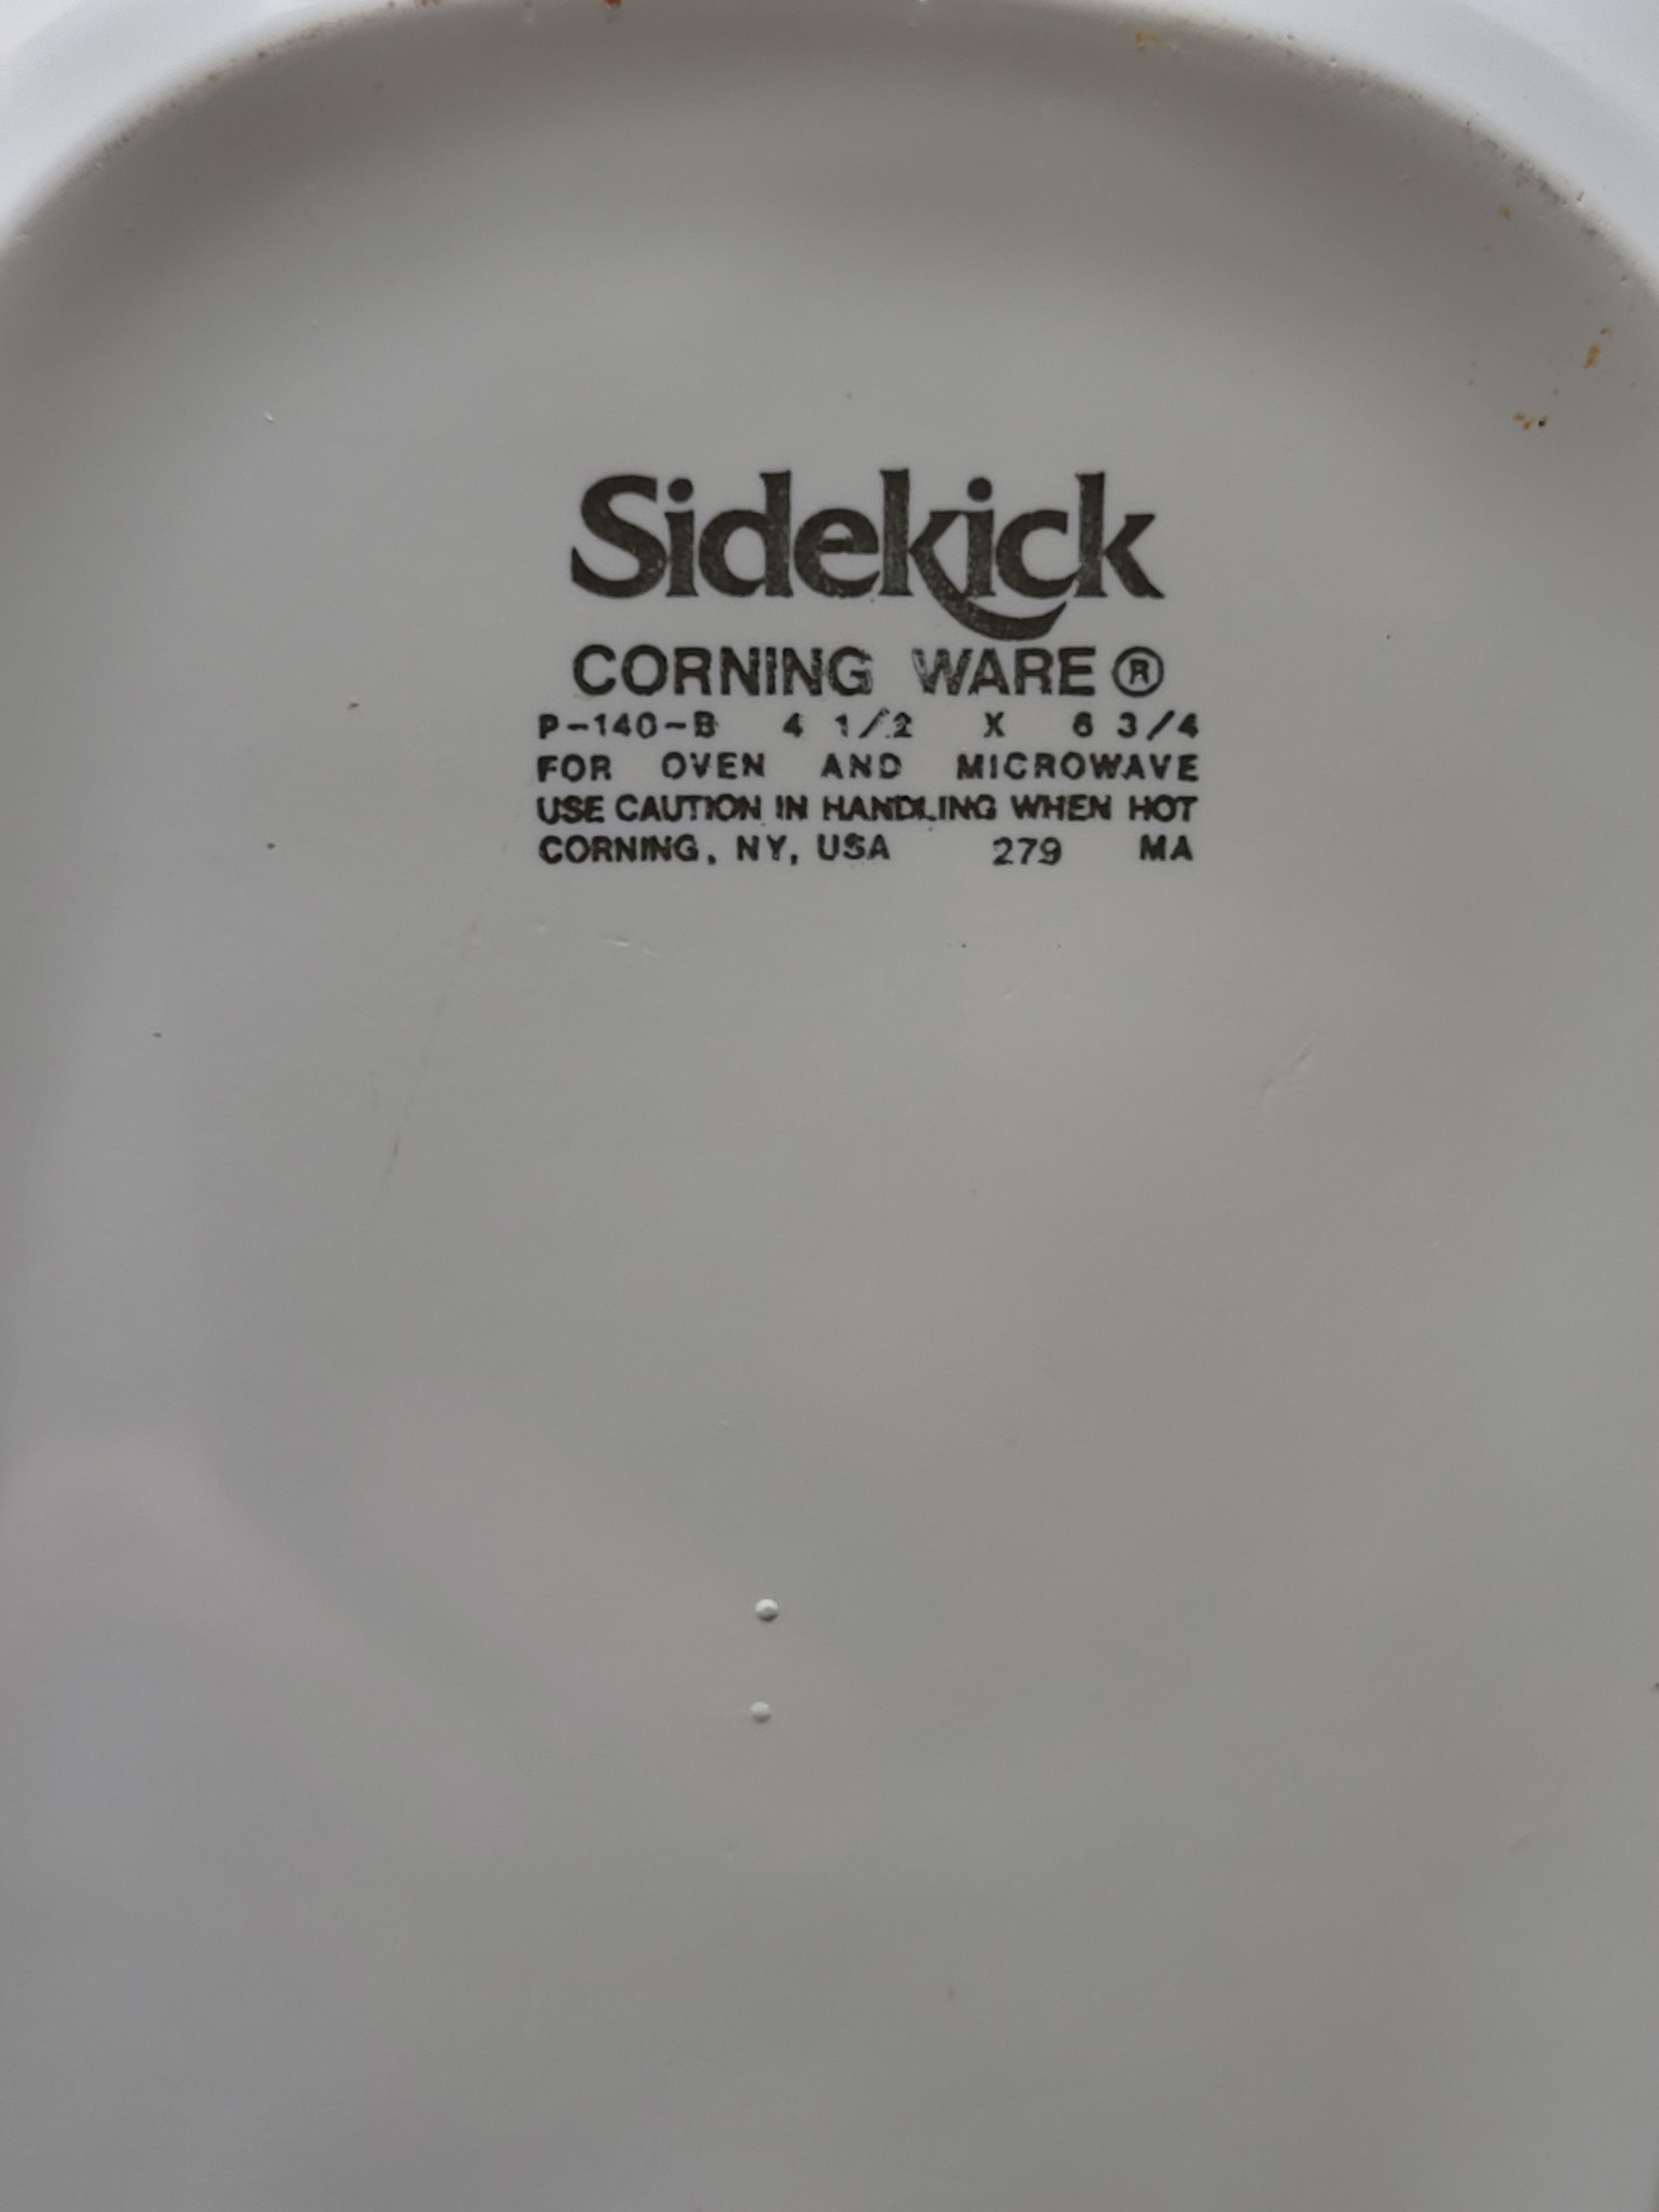 Sidekick
CORNING WARE ®
P-140-B 4 1/2 X 6 3/4
FOR OVEN AND MICROWAVE
USE CAUTION IN HANDLING WHEN HOT
CORNING, NY, USA 279 MA